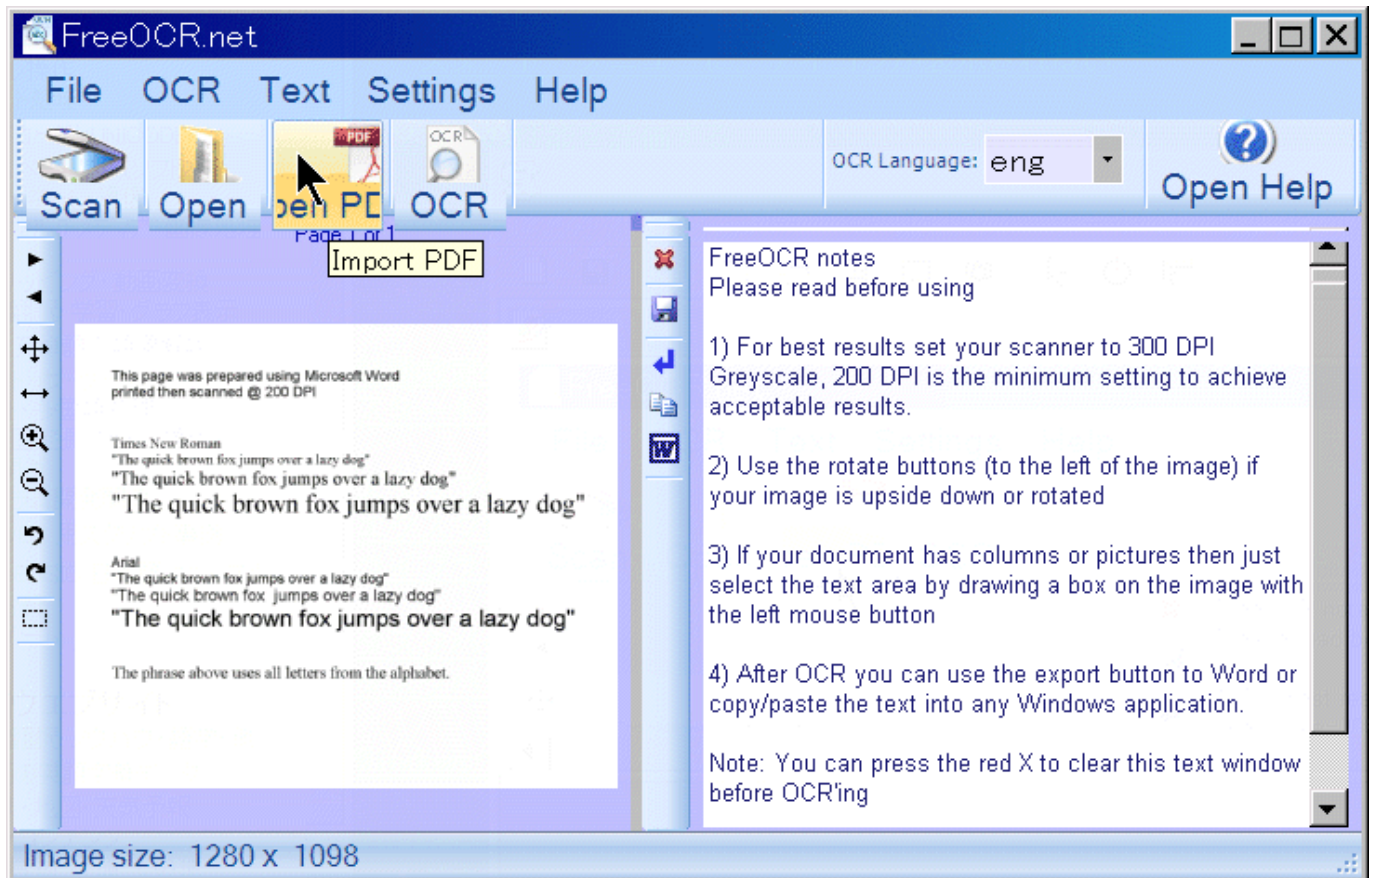 FreeOCR.net
File OCR Text Settings Help
Scan Open PDF OCR OCR
OCR Language: eng
Open Help
Page 1 of 1
Import PDF
This page was prepared using Microsoft Word
printed then scanned @ 200 DPI
Times New Roman
"The quick brown fox jumps over a lazy dog"
"The quick brown fox jumps over a lazy dog"
"The quick brown fox jumps over a lazy dog"
Arial
"The quick brown fox jumps over a lazy dog"
"The quick brown fox jumps over a lazy dog"
"The quick brown fox jumps over a lazy dog"
The phrase above uses all letters from the alphabet.
FreeOCR notes
Please read before using
1) For best results set your scanner to 300 DPI
Greyscale, 200 DPI is the minimum setting to achieve
acceptable results.
2) Use the rotate buttons (to the left of the image) if
your image is upside down or rotated
3) If your document has columns or pictures then just
select the text area by drawing a box on the image with
the left mouse button
4) After OCR you can use the export button to Word or
copy/paste the text into any Windows application.
Note: You can press the red X to clear this text window
before OCR'ing
Image size: 1280 x 1098